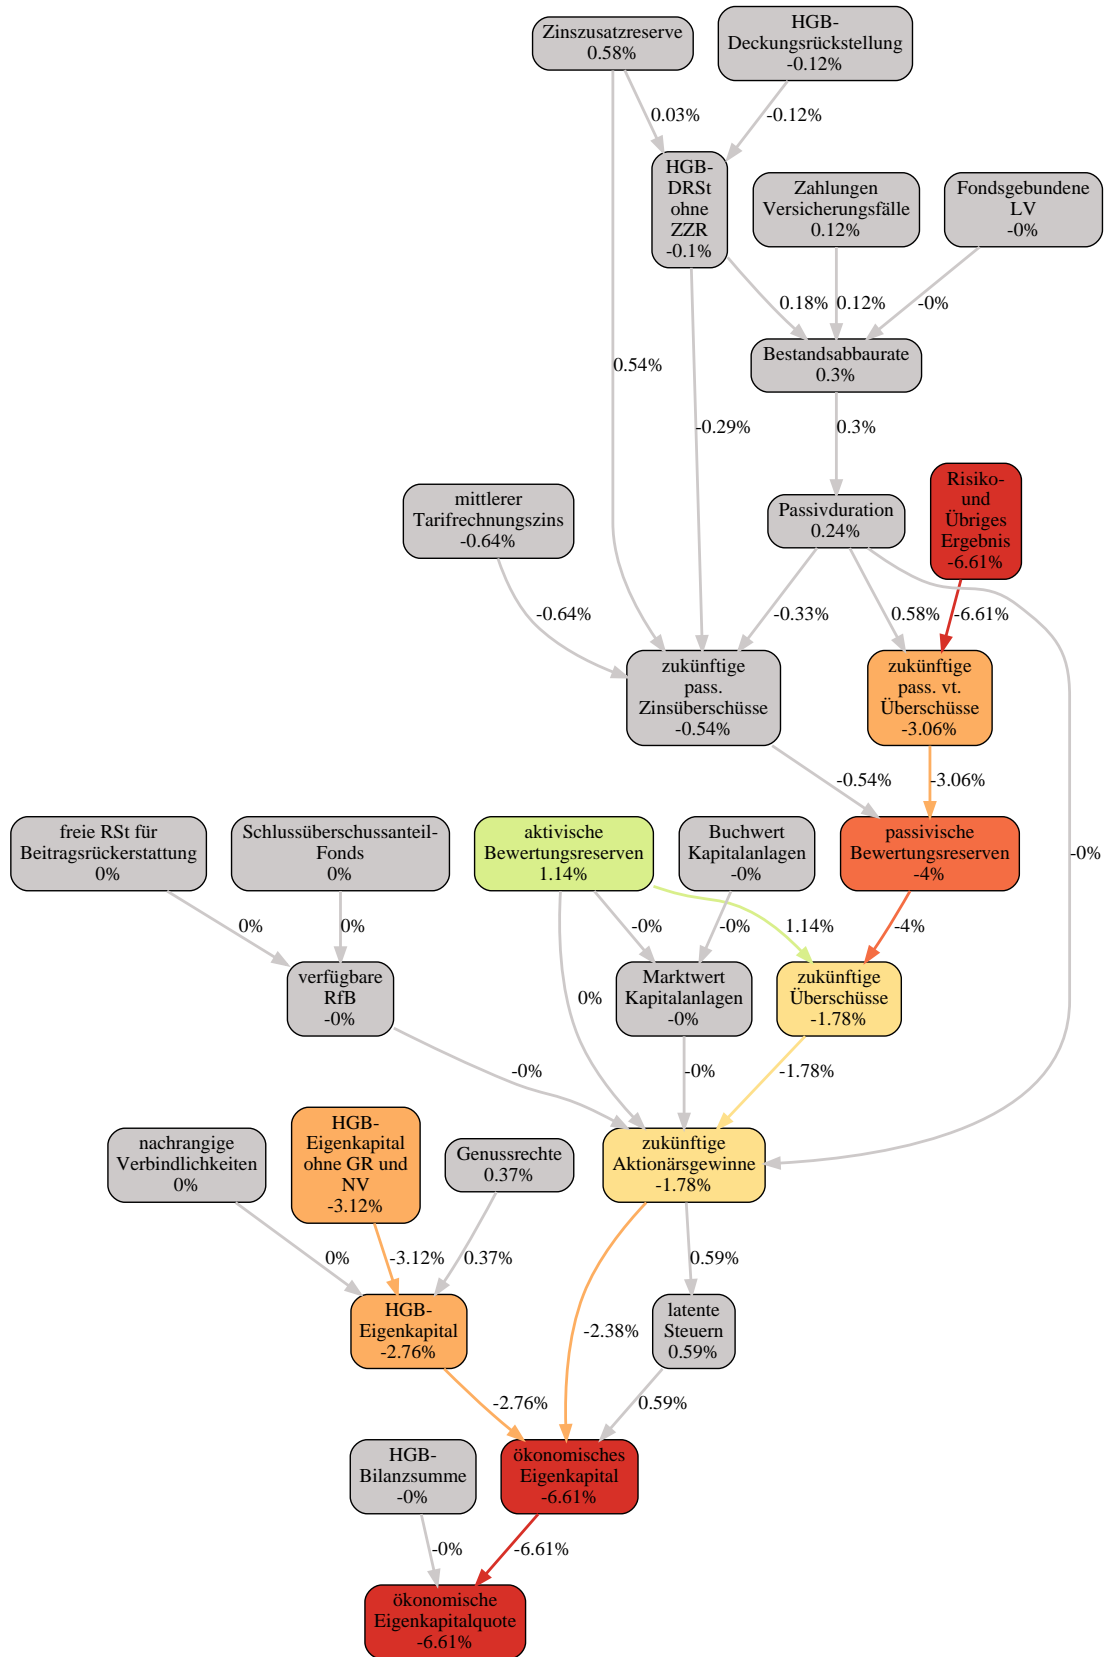 Zinszusatzreserve
0.58%
HGB-
Deckungsrückstellung
-0.12%
0.03%
-0.12%
HGB-
DRSt
ohne
ZZR
-0.1%
Zahlungen
Versicherungsfälle
0.12%
Fondsgebundene
LV
-0%
0.18%
0.12%
-0%
0.54%
Bestandsabbaurate
0.3%
-0.29%
0.3%
mittlerer
Tarifrechnungszins
-0.64%
Passivduration
0.24%
Risiko-
und
Übriges
Ergebnis
-6.61%
-0.64%
-0.33%
0.58%
-6.61%
zukünftige
pass.
Zinsüberschüsse
-0.54%
zukünftige
pass. vt.
Überschüsse
-3.06%
-0.54%
-3.06%
-0%
freie RSt für
Beitragsrückerstattung
0%
Schlussüberschussanteil-
Fonds
0%
aktivische
Bewertungsreserven
1.14%
Buchwert
Kapitalanlagen
-0%
passivische
Bewertungsreserven
-4%
0%
0%
-0%
-0%
1.14%
-4%
verfügbare
RfB
-0%
0%
Marktwert
Kapitalanlagen
-0%
zukünftige
Überschüsse
-1.78%
-0%
-0%
-1.78%
nachrangige
Verbindlichkeiten
0%
HGB-
Eigenkapital
ohne GR und
NV
-3.12%
Genussrechte
0.37%
zukünftige
Aktionärsgewinne
-1.78%
0%
-3.12%
0.37%
0.59%
HGB-
Eigenkapital
-2.76%
-2.38%
latente
Steuern
0.59%
-2.76%
0.59%
HGB-
Bilanzsumme
-0%
ökonomisches
Eigenkapital
-6.61%
-0%
-6.61%
ökonomische
Eigenkapitalquote
-6.61%